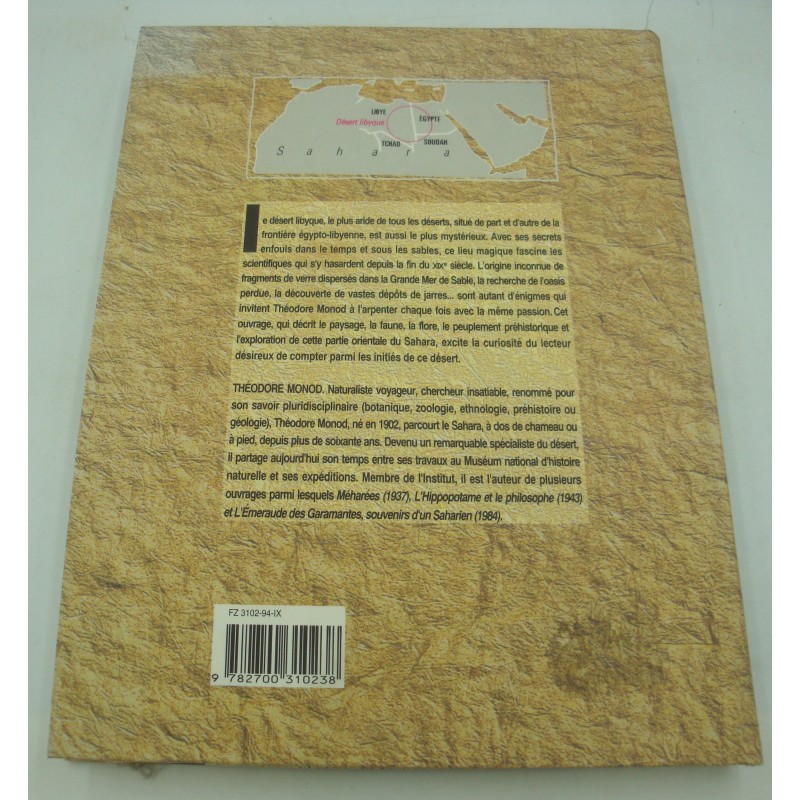 LIBYE
Désert libyque
ÉGYPTE
TCHAD
SOUDAN
Sahara
le désert libyque, le plus aride de tous les déserts, situé de part et d'autre de la
frontière égypto-libyenne, est aussi le plus mystérieux. Avec ses secrets
enfouis dans le temps et sous les sables, ce lieu magique fascine les
scientifiques qui s'y hasardent depuis la fin du XIXe siècle. L'origine inconnue de
fragments de verre dispersés dans la Grande Mer de Sable, la recherche de l'oasis
perdue, la découverte de vastes dépôts de jarres... sont autant d'énigmes qui
invitent Théodore Monod à l'arpenter chaque fois avec la même passion. Cet
ouvrage, qui décrit le paysage, la faune, la flore, le peuplement préhistorique et
l'exploration de cette partie orientale du Sahara, excite la curiosité du lecteur
désireux de compter parmi les initiés de ce désert.
THÉODORE MONOD. Naturaliste voyageur, chercheur insatiable, renommé pour
son savoir pluridisciplinaire (botanique, zoologie, ethnologie, préhistoire ou
géologie), Théodore Monod, né en 1902, parcourt le Sahara, à dos de chameau ou
à pied, depuis plus de soixante ans. Devenu un remarquable spécialiste du désert,
il partage aujourd'hui son temps entre ses travaux au Muséum national d'histoire
naturelle et ses expéditions. Membre de l'Institut, il est l'auteur de plusieurs
ouvrages parmi lesquels Méharées (1937), L'Hippopotame et le philosophe (1943)
et L'Émeraude des Garamantes, souvenirs d'un Saharien (1984).
FZ 3102-94-IX
9 782700 310238